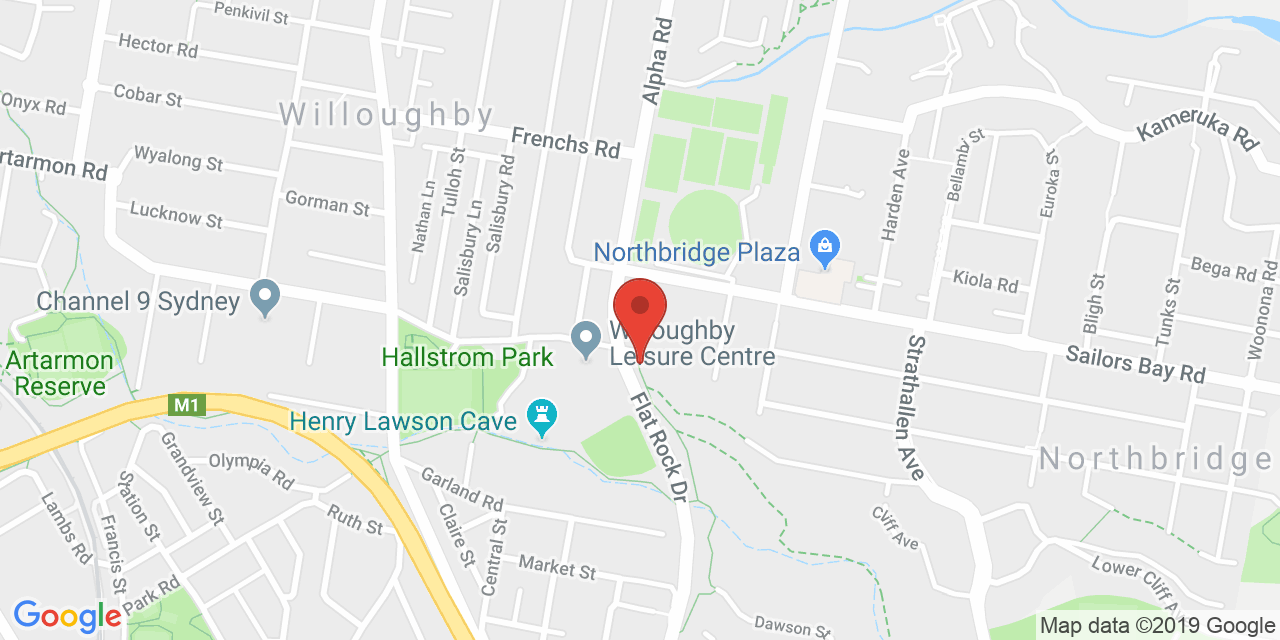 Penkivil St
Hector Rd
Alpha Rd
Onyx Rd
Cobar St
Willoughby
Frenchs Rd
Kameruka Rd
Artarmon Rd
Wyalong St
Lucknow St
Gorman St
Nathan Ln
Tulloh St
Salisbury Ln
Salisbury Rd
Harden Ave
Bellambi St
Euroka St
Northbridge Plaza
Kiola Rd
Bega Rd
Bligh St
Tunks St
Woonona Rd
Channel 9 Sydney
Willoughby
Leisure Centre
Hallstrom Park
Artarmon
Reserve
Strathallen Ave
Sailors Bay Rd
M1
Henry Lawson Cave
Flat Rock Dr
Northbridge
Grandview St
Olympia Rd
Garland Rd
Station St
Lambs Rd
Francis St
Ruth St
Claire St
Central St
Cliff Ave
Market St
Park Rd
Lower Cliff Av
Dawson St
Google
Map data ©2019 Google